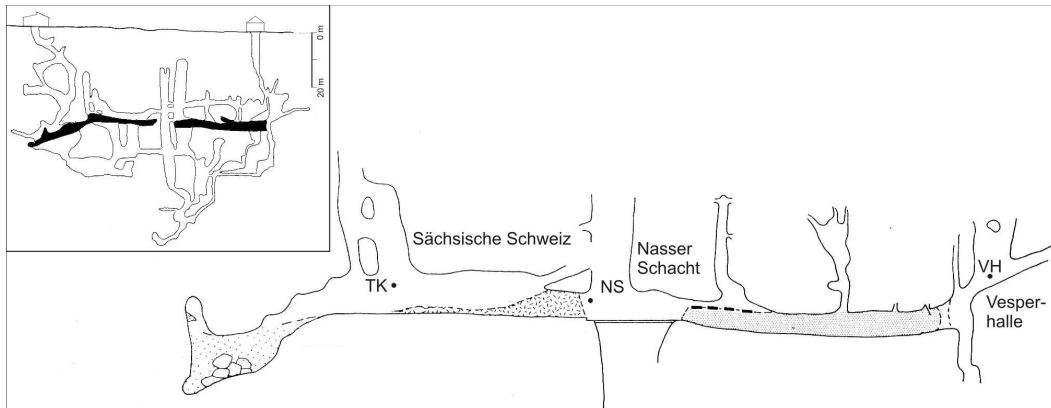 0 m
20 m
Sächsische Schweiz
TK
Nasser
Schacht
NS
VH
Vesper-
halle